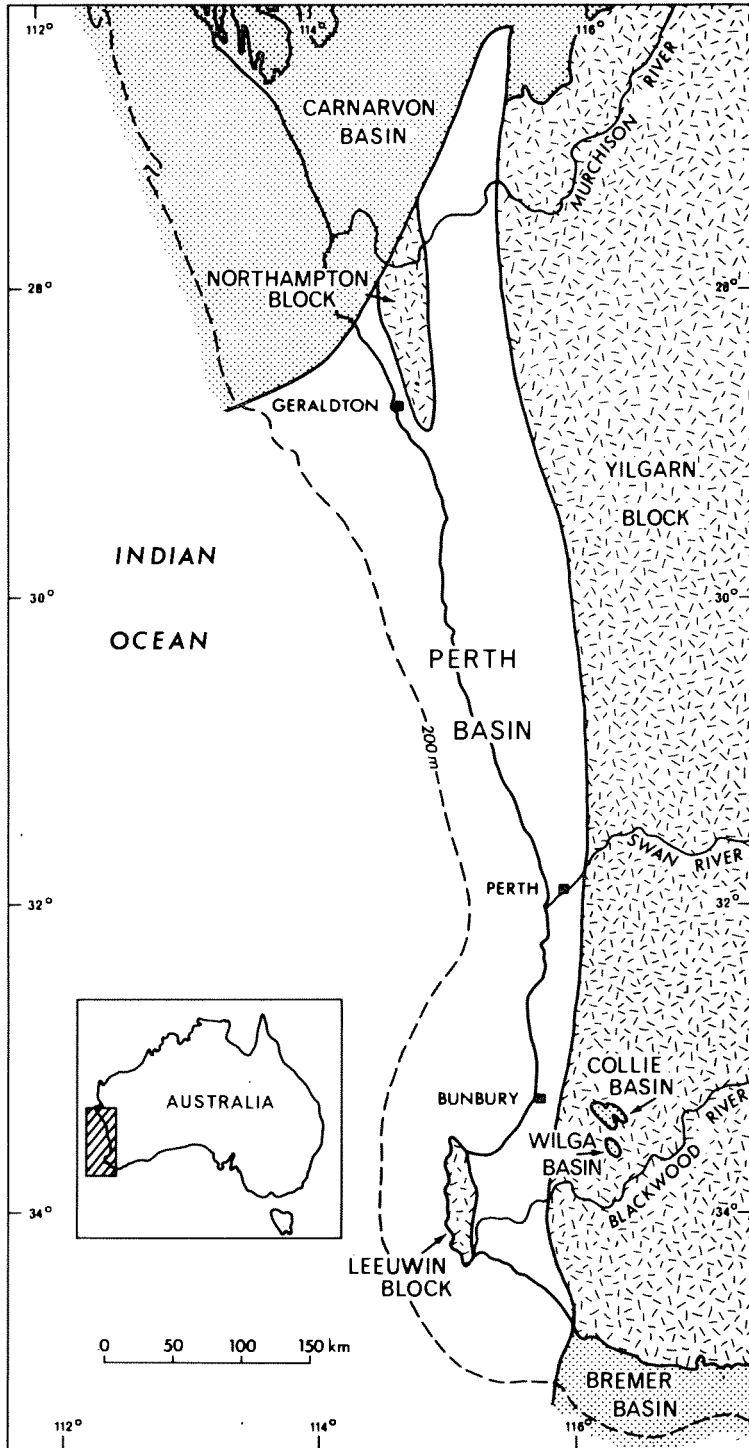 112°
114°
116°
CARNARVON
BASIN
MURCHISON RIVER
NORTHAMPTON
BLOCK
28°
28°
GERALDTON
YILGARN
BLOCK
INDIAN
OCEAN
30°
30°
PERTH
BASIN
200m
SWAN RIVER
PERTH
32°
32°
COLLIE
BASIN
BUNBURY
WILGA
BASIN
BLACKWOOD RIVER
AUSTRALIA
34°
34°
LEEUWIN
BLOCK
0 50 100 150 km
BREMER
BASIN
112°
114°
116°